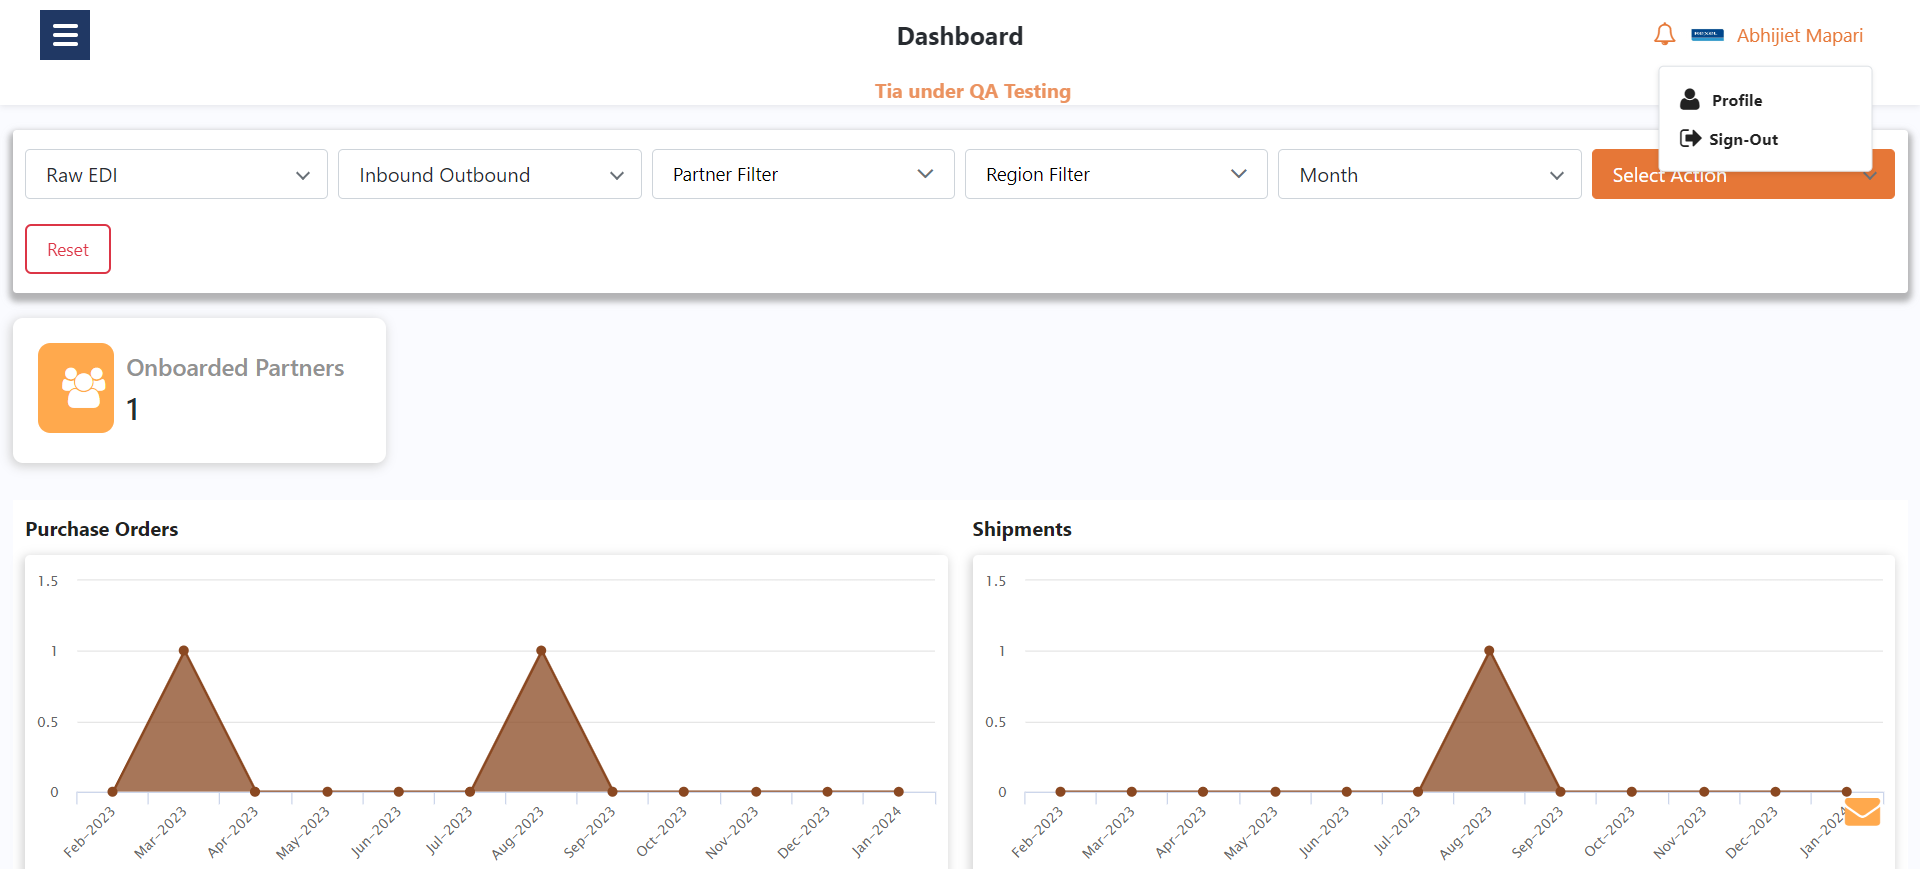 Dashboard
Abhijiet Mapari
Tia under QA Testing
Profile
Sign-Out
Raw EDI
Inbound Outbound
Partner Filter
Region Filter
Month
Select Action
Reset
Onboarded Partners
1
Purchase Orders
1.5
1
0.5
0
Feb-2023
Mar-2023
Apr-2023
May-2023
Jun-2023
Jul-2023
Aug-2023
Sep-2023
Oct-2023
Nov-2023
Dec-2023
Jan-2024
Shipments
1.5
1
0.5
0
Feb-2023
Mar-2023
Apr-2023
May-2023
Jun-2023
Jul-2023
Aug-2023
Sep-2023
Oct-2023
Nov-2023
Dec-2023
Jan-2024